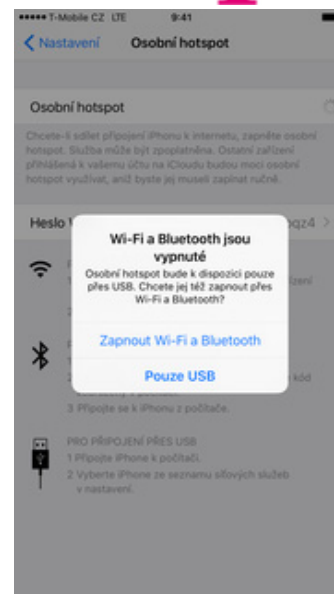 T-Mobile CZ LTE 9:41
Nastavení Osobní hotspot
Osobní hotspot
Chcete-li sdílet připojení iPhonu k internetu, zapněte osobní
hotspot. Služba může být zpoplatněna. Ostatní zařízení
přihlášená k vašemu účtu na iCloudu budou moci osobní
hotspot využívat, aniž byste jej museli zapínat ručně.
Heslo
Wi-Fi a Bluetooth jsou
vypnuté
Osobní hotspot bude k dispozici pouze
přes USB. Chcete jej též zapnout přes
Wi-Fi a Bluetooth?
Zapnout Wi-Fi a Bluetooth
Pouze USB
kód
3 Připojte se k iPhonu z počítače.
PRO PŘIPOJENÍ PŘES USB
1 Připojte iPhone k počítači.
2 Vyberte iPhone ze seznamu síťových služeb
v nastavení.